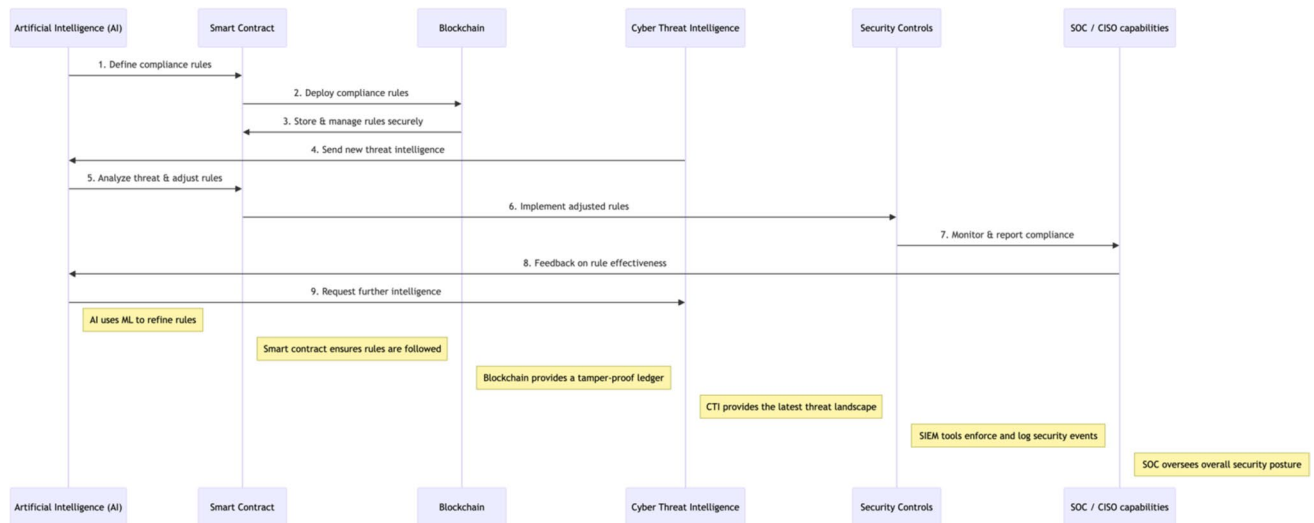 Artificial Intelligence (AI)
Smart Contract
Blockchain
Cyber Threat Intelligence
Security Controls
SOC / CISO capabilities
1. Define compliance rules
2. Deploy compliance rules
3. Store & manage rules securely
4. Send new threat intelligence
5. Analyze threat & adjust rules
6. Implement adjusted rules
7. Monitor & report compliance
8. Feedback on rule effectiveness
9. Request further intelligence
AI uses ML to refine rules
Smart contract ensures rules are followed
Blockchain provides a tamper-proof ledger
CTI provides the latest threat landscape
SIEM tools enforce and log security events
SOC oversees overall security posture
Artificial Intelligence (AI)
Smart Contract
Blockchain
Cyber Threat Intelligence
Security Controls
SOC / CISO capabilities